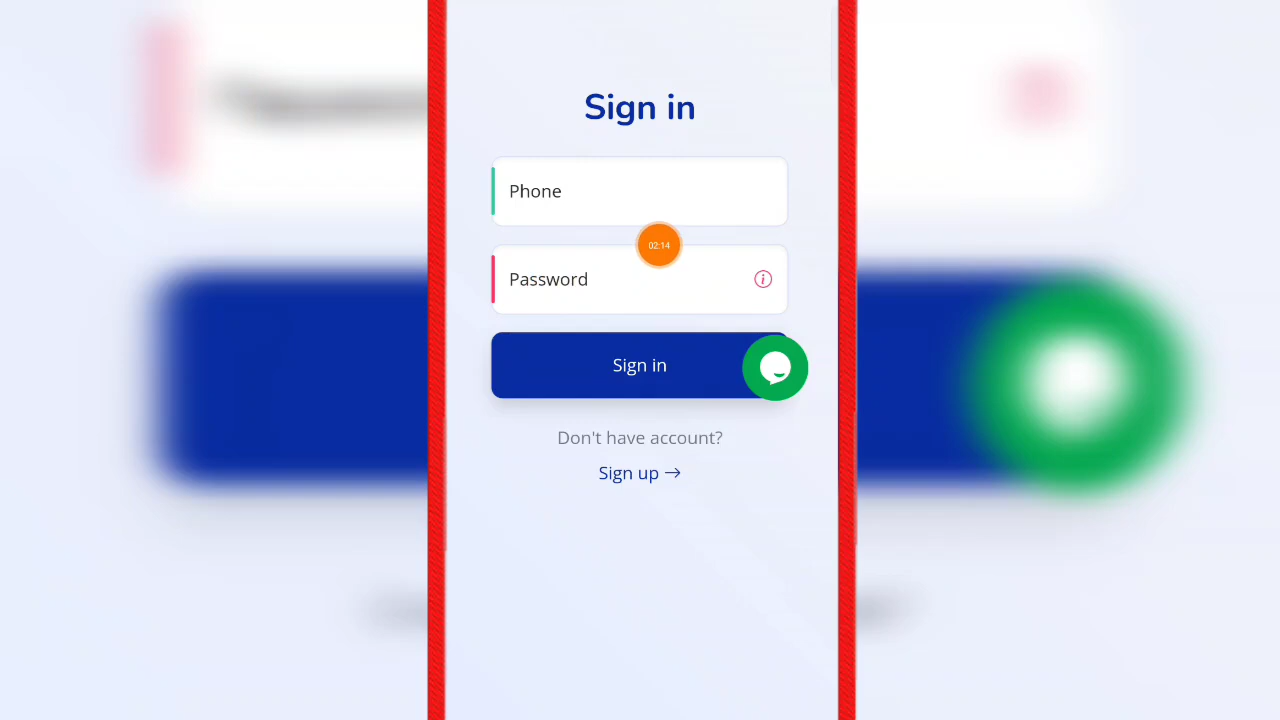 Sign in
Phone
02:14
Password
Sign in
Don't have account?
Sign up →